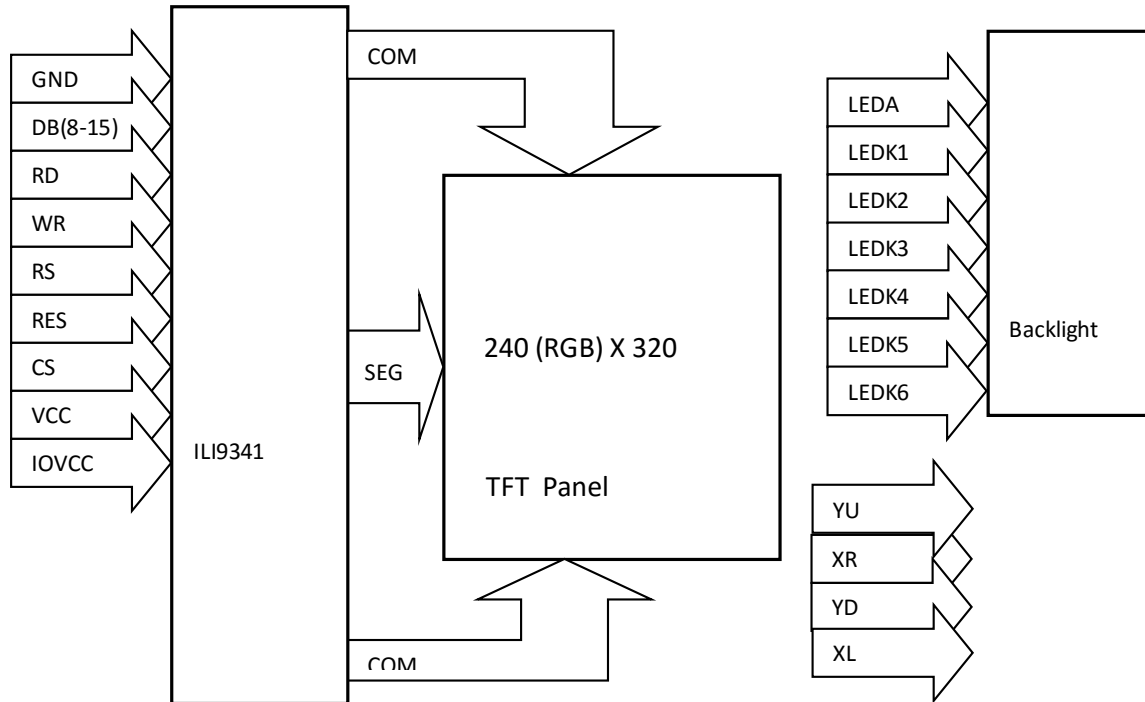 GND
DB(8-15)
RD
WR
RS
RES
CS
VCC
IOVCC
ILI9341
COM
SEG
COM
240 (RGB) X 320
TFT Panel
LEDA
LEDK1
LEDK2
LEDK3
LEDK4
LEDK5
LEDK6
Backlight
YU
XR
YD
XL